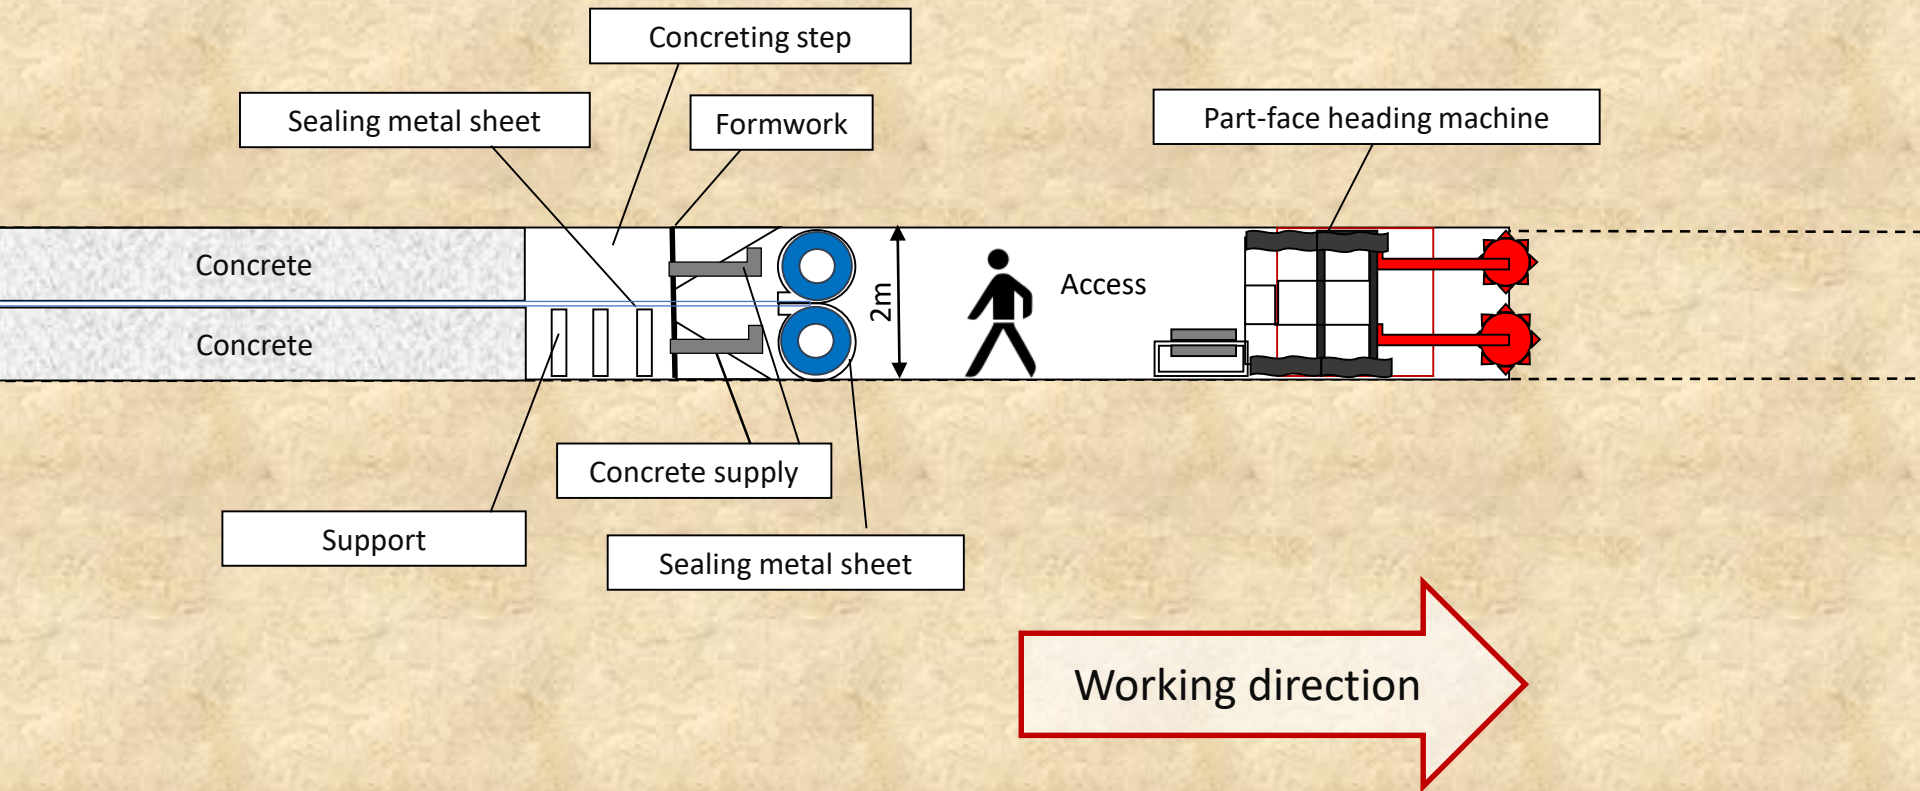 Concreting step
Sealing metal sheet
Formwork
Part-face heading machine
Concrete
Access
2m
Concrete
Concrete supply
Support
Sealing metal sheet
Working direction